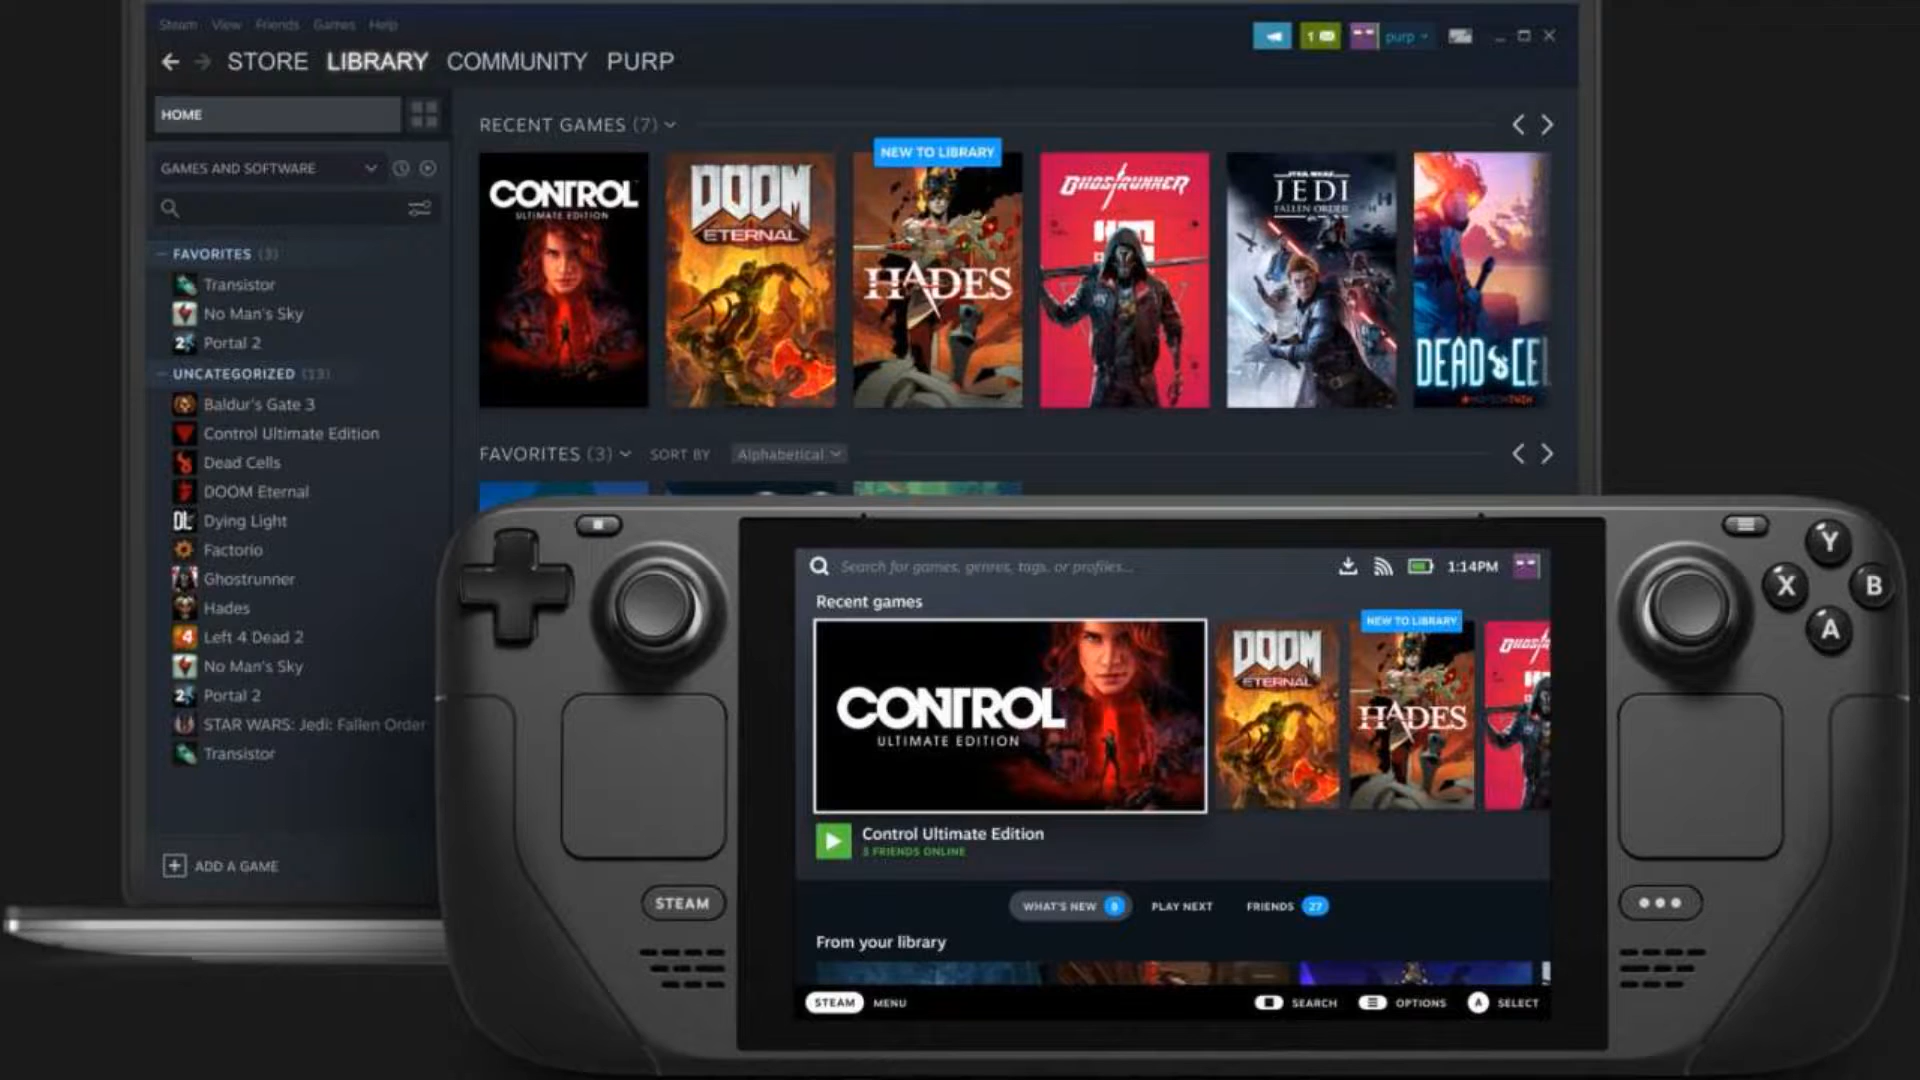 Steam View Friends Games Help
1
purp
STORE LIBRARY COMMUNITY PURP
HOME
GAMES AND SOFTWARE
FAVORITES (3)
Transistor
No Man's Sky
Portal 2
UNCATEGORIZED (13)
Baldur's Gate 3
Control Ultimate Edition
Dead Cells
DOOM Eternal
Dying Light
Factorio
Ghostrunner
Hades
Left 4 Dead 2
No Man's Sky
Portal 2
STAR WARS: Jedi: Fallen Order
Transistor
ADD A GAME
RECENT GAMES (7)
NEW TO LIBRARY
CONTROL
ULTIMATE EDITION
DOOM
ETERNAL
HADES
GHOSTRUNNER
STAR WARS
JEDI
FALLEN ORDER
DEAD CEL
FAVORITES (3) SORT BY Alphabetical
Search for games, genres, tags, or profiles...
1:14PM
Recent games
NEW TO LIBRARY
CONTROL
ULTIMATE EDITION
DOOM
ETERNAL
HADES
Control Ultimate Edition
3 FRIENDS ONLINE
WHAT'S NEW PLAY NEXT FRIENDS 27
From your library
STEAM MENU SEARCH OPTIONS A SELECT
STEAM
Y
X
B
A